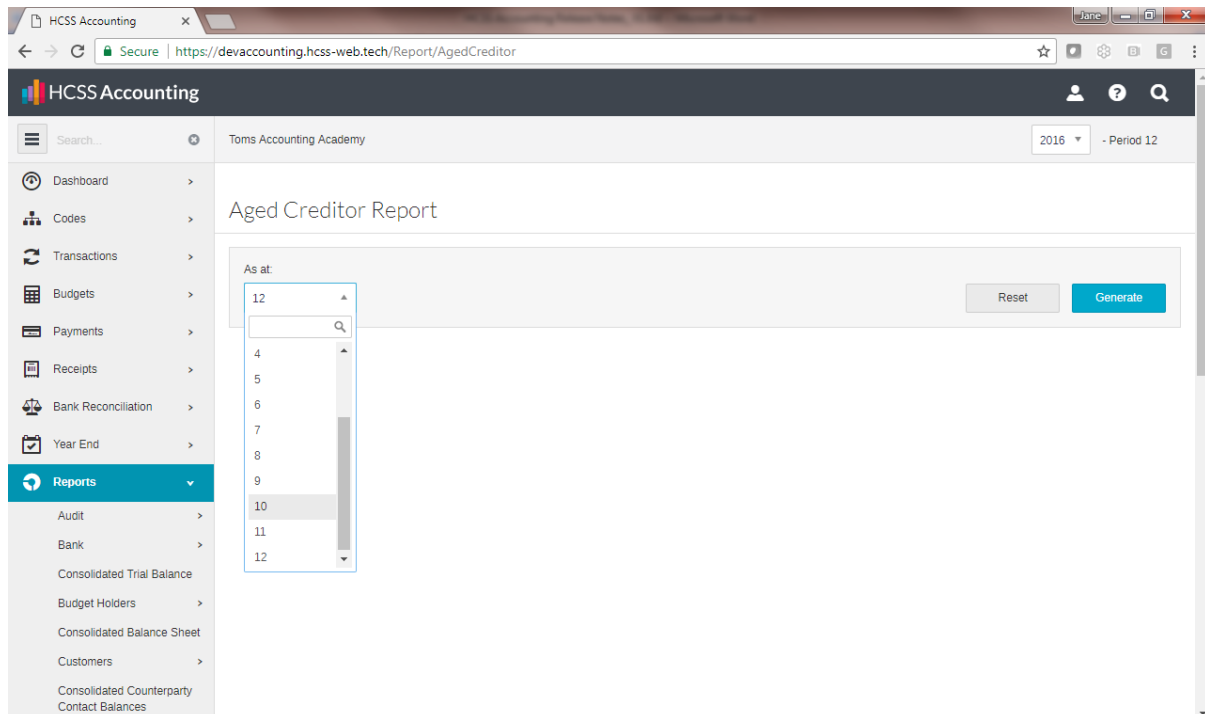 HCSS Accounting
Jane
Secure | https://devaccounting.hcss-web.tech/Report/AgedCreditor
HCSS Accounting
Search...
Toms Accounting Academy
2016
- Period 12
Dashboard
Codes
Transactions
Budgets
Payments
Receipts
Bank Reconciliation
Year End
Reports
Audit
Bank
Consolidated Trial Balance
Budget Holders
Consolidated Balance Sheet
Customers
Consolidated Counterparty
Contact Balances
Aged Creditor Report
As at:
12
Reset
Generate
4
5
6
7
8
9
10
11
12